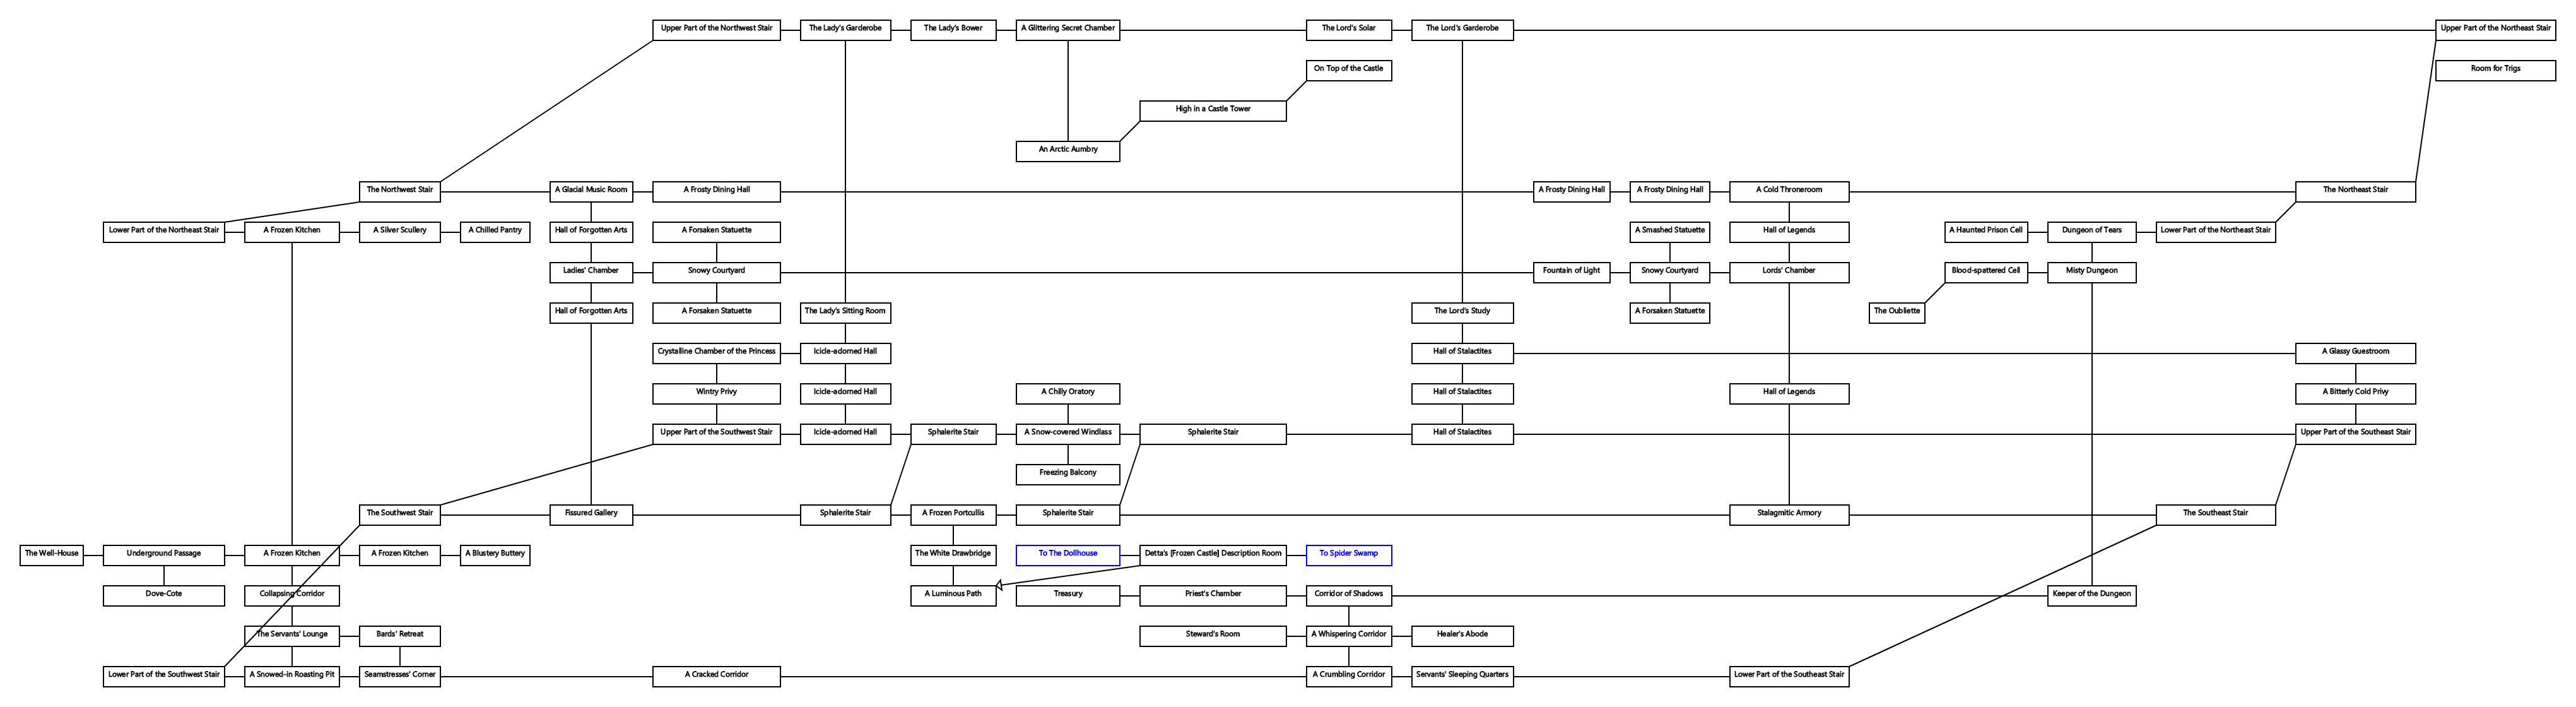 Upper Part of the Northwest Stair
The Lady's Garderobe
The Lady's Bower
A Glittering Secret Chamber
The Lord's Solar
The Lord's Garderobe
Upper Part of the Northeast Stair
On Top of the Castle
Room for Trigs
High in a Castle Tower
An Arctic Aumbry
The Northwest Stair
A Glacial Music Room
A Frosty Dining Hall
A Frosty Dining Hall
A Frosty Dining Hall
A Cold Throneroom
The Northeast Stair
Lower Part of the Northeast Stair
A Frozen Kitchen
A Silver Scullery
A Chilled Pantry
Hall of Forgotten Arts
A Forsaken Statuette
A Smashed Statuette
Hall of Legends
A Haunted Prison Cell
Dungeon of Tears
Lower Part of the Northeast Stair
Ladies' Chamber
Snowy Courtyard
Fountain of Light
Snowy Courtyard
Lords' Chamber
Blood-spattered Cell
Misty Dungeon
Hall of Forgotten Arts
A Forsaken Statuette
The Lady's Sitting Room
The Lord's Study
A Forsaken Statuette
The Oubliette
Crystalline Chamber of the Princess
Icicle-adorned Hall
Hall of Stalactites
A Glassy Guestroom
Wintry Privy
Icicle-adorned Hall
A Chilly Oratory
Hall of Stalactites
Hall of Legends
A Bitterly Cold Privy
Upper Part of the Southwest Stair
Icicle-adorned Hall
Sphalerite Stair
A Snow-covered Windlass
Sphalerite Stair
Hall of Stalactites
Upper Part of the Southeast Stair
Freezing Balcony
The Southwest Stair
Fissured Gallery
Sphalerite Stair
A Frozen Portcullis
Sphalerite Stair
Stalagmitic Armory
The Southeast Stair
The Well-House
Underground Passage
A Frozen Kitchen
A Frozen Kitchen
A Blustery Buttery
The White Drawbridge
To The Dollhouse
Detta's [Frozen Castle] Description Room
To Spider Swamp
Dove-Cote
Collapsing Corridor
A Luminous Path
Treasury
Priest's Chamber
Corridor of Shadows
Keeper of the Dungeon
The Servants' Lounge
Bards' Retreat
Steward's Room
A Whispering Corridor
Healer's Abode
Lower Part of the Southwest Stair
A Snowed-in Roasting Pit
Seamstresses' Corner
A Cracked Corridor
A Crumbling Corridor
Servants' Sleeping Quarters
Lower Part of the Southeast Stair